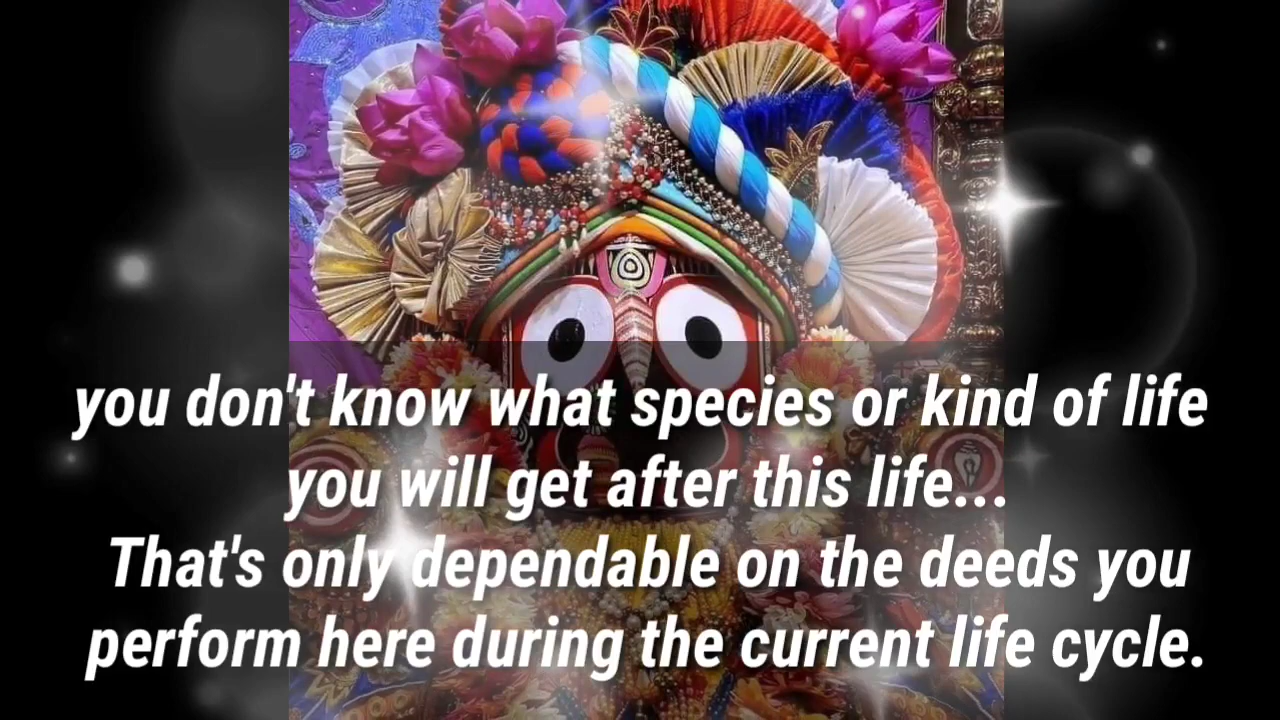 you don't know what species or kind of life
you will get after this life...
That's only dependable on the deeds you
perform here during the current life cycle.